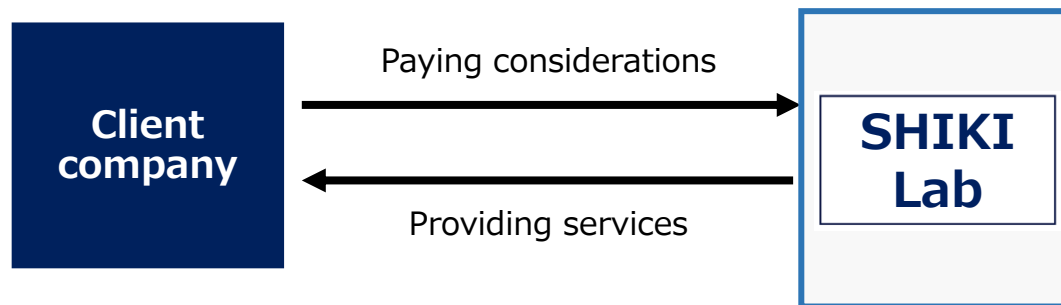 Paying considerations
Client
company
SHIKI
Lab
Providing services